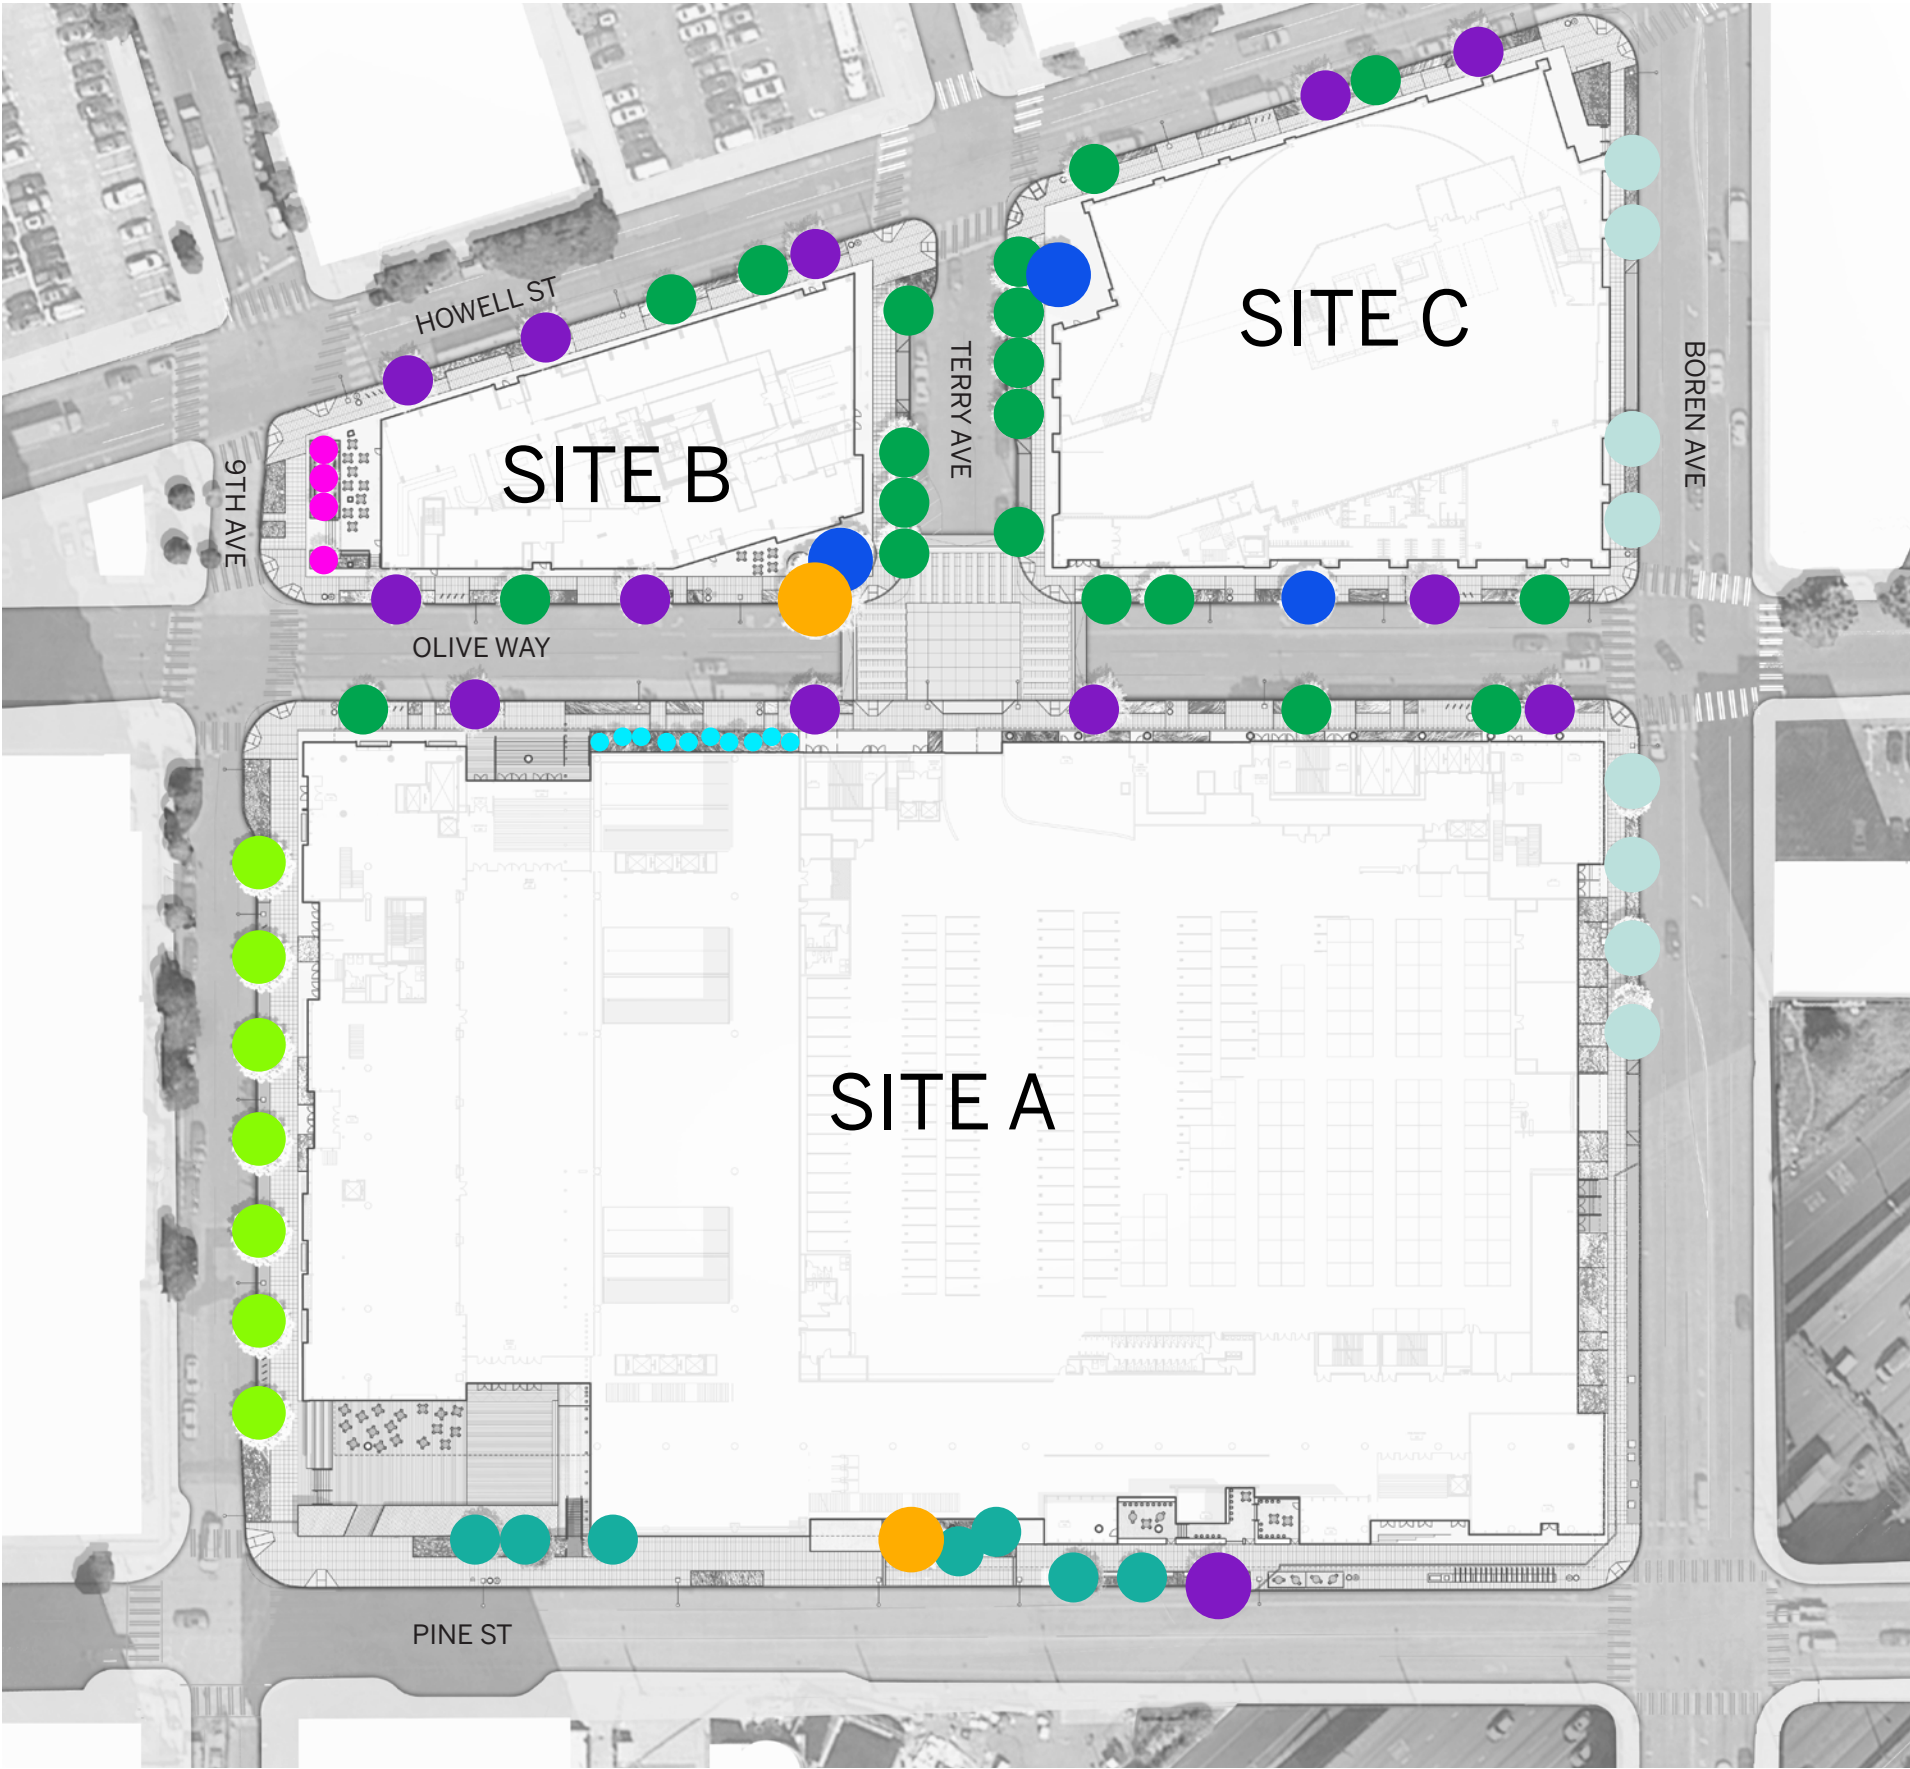 HOWELL ST
SITE C
TERRY AVE
BOREN AVE
SITE B
9TH AVE
OLIVE WAY
SITE A
PINE ST